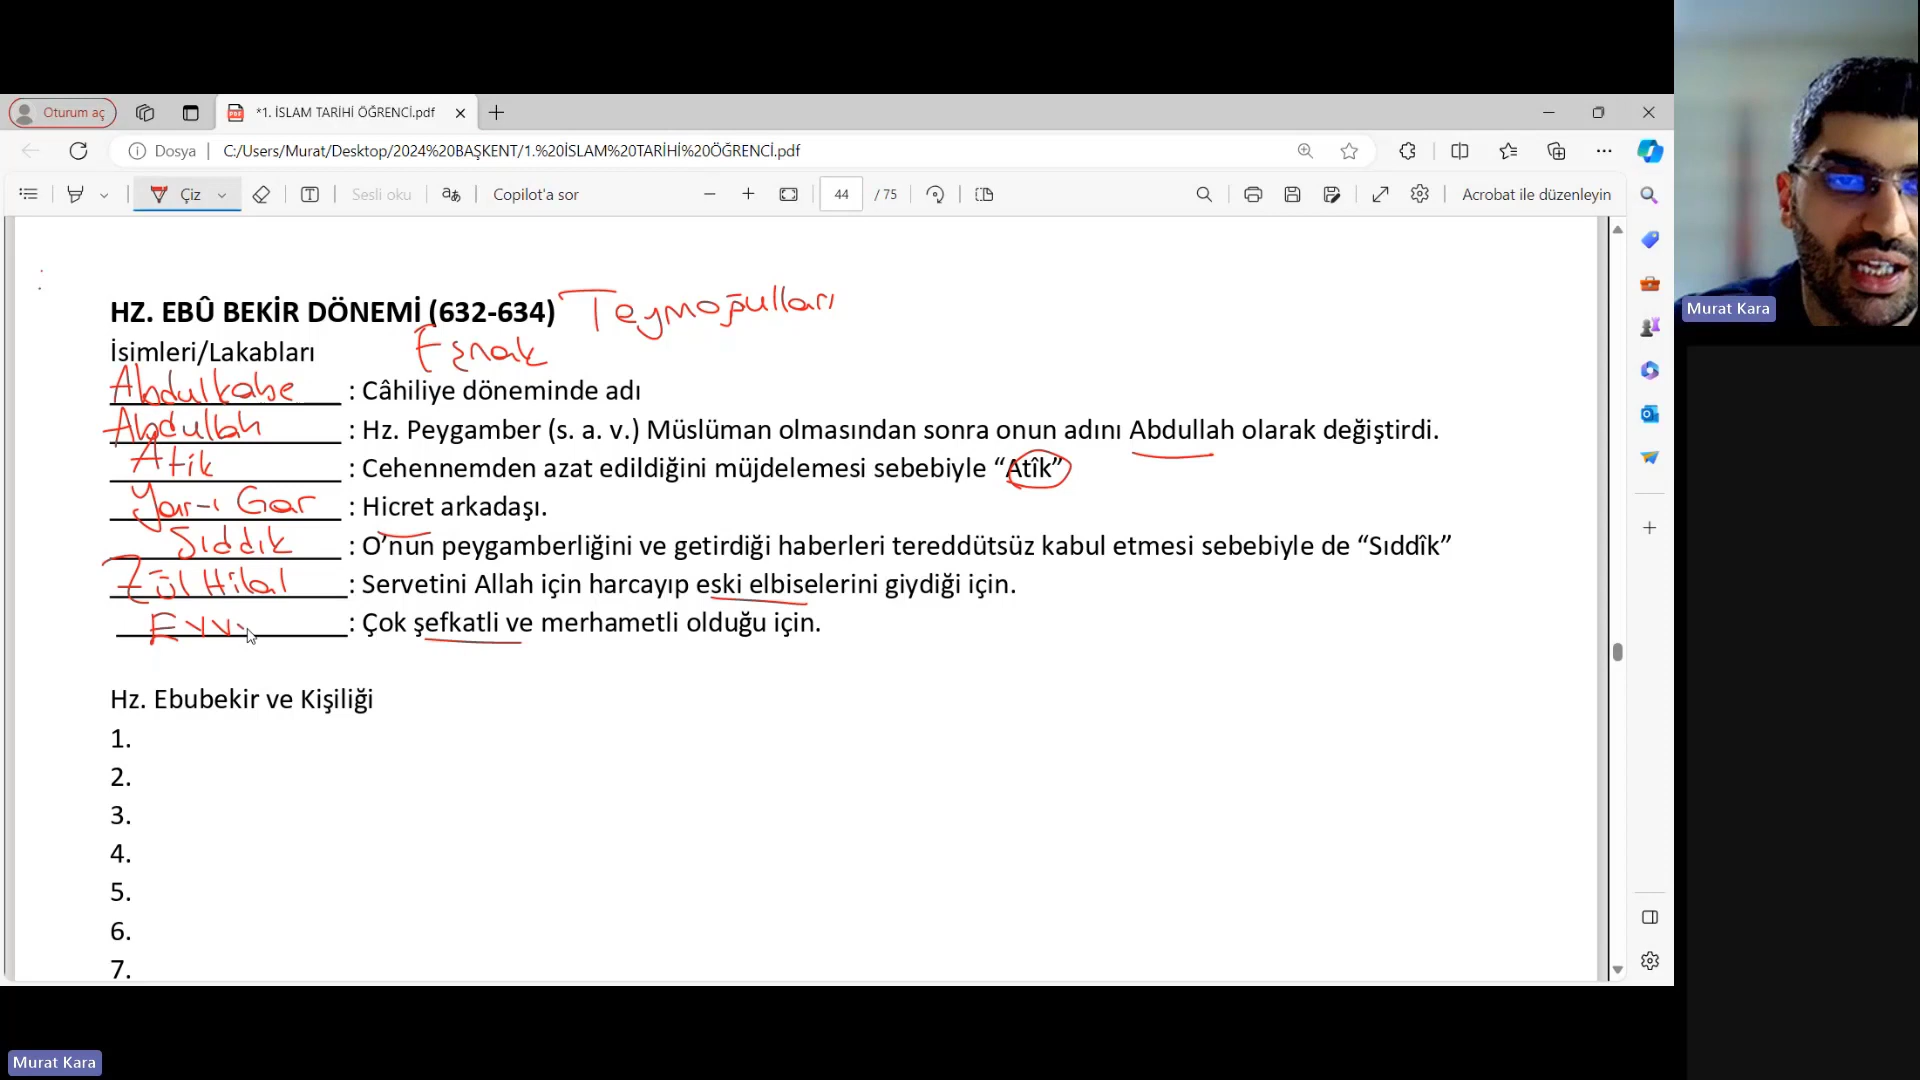 Oturum aç
*1. İSLAM TARİHİ ÖĞRENCİ.pdf
Dosya | C:/Users/Murat/Desktop/2024%20BAŞKENT/1.%20İSLAM%20TARİHİ%20ÖĞRENCİ.pdf
Çiz Sesli oku aあ Copilot'a sor 44 / 75 Acrobat ile düzenleyin
HZ. EBÛ BEKİR DÖNEMİ (632-634) Teymoğulları
İsimleri/Lakabları Eşnak
Abdulkabe : Câhiliye döneminde adı
Abdullah : Hz. Peygamber (s. a. v.) Müslüman olmasından sonra onun adını Abdullah olarak değiştirdi.
Atik : Cehennemden azat edildiğini müjdelemesi sebebiyle “Atîk”
Yar-ı Gar : Hicret arkadaşı.
Sıddık : O’nun peygamberliğini ve getirdiği haberleri tereddütsüz kabul etmesi sebebiyle de “Sıddîk”
Zül Hilal : Servetini Allah için harcayıp eski elbiselerini giydiği için.
: Çok şefkatli ve merhametli olduğu için.
Hz. Ebubekir ve Kişiliği
1.
2.
3.
4.
5.
6.
7.
Murat Kara
Murat Kara